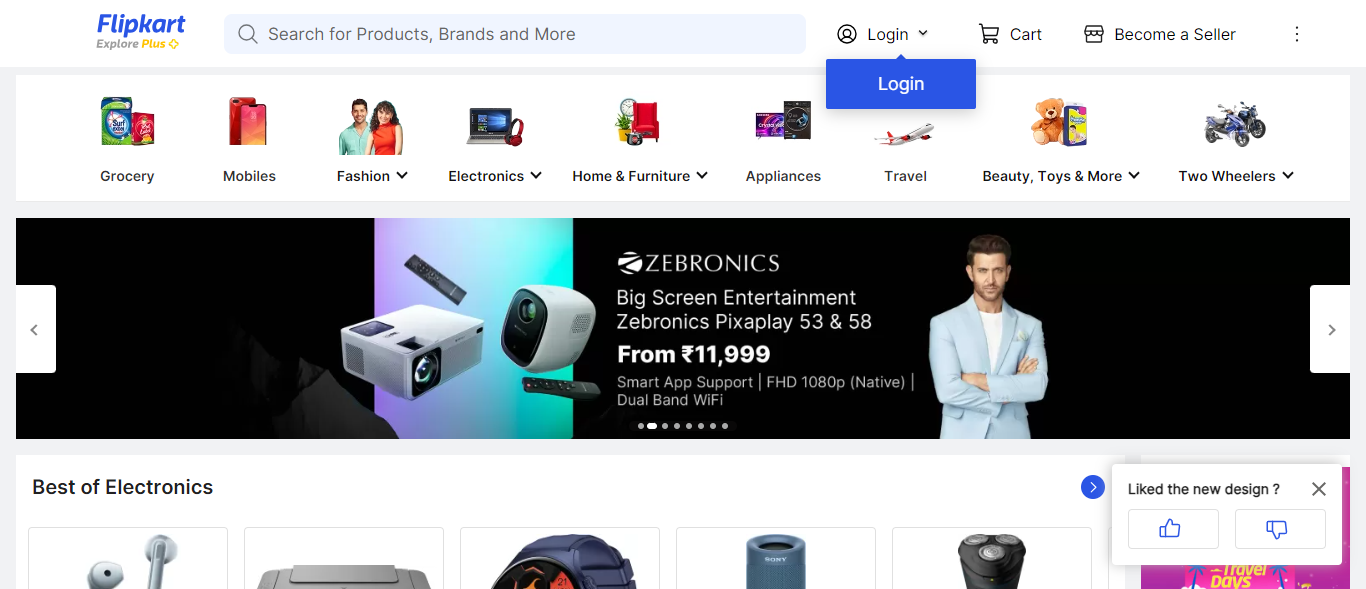 Flipkart
Explore Plus
Search for Products, Brands and More
Login
Cart
Become a Seller
Login
Grocery
Mobiles
Fashion
Electronics
Home & Furniture
Appliances
Travel
Beauty, Toys & More
Two Wheelers
ZEBRONICS
Big Screen Entertainment
Zebronics Pixaplay 53 & 58
From ₹11,999
Smart App Support | FHD 1080p (Native) |
Dual Band WiFi
Best of Electronics
Liked the new design ?
SONY
21
Travel
DAYS